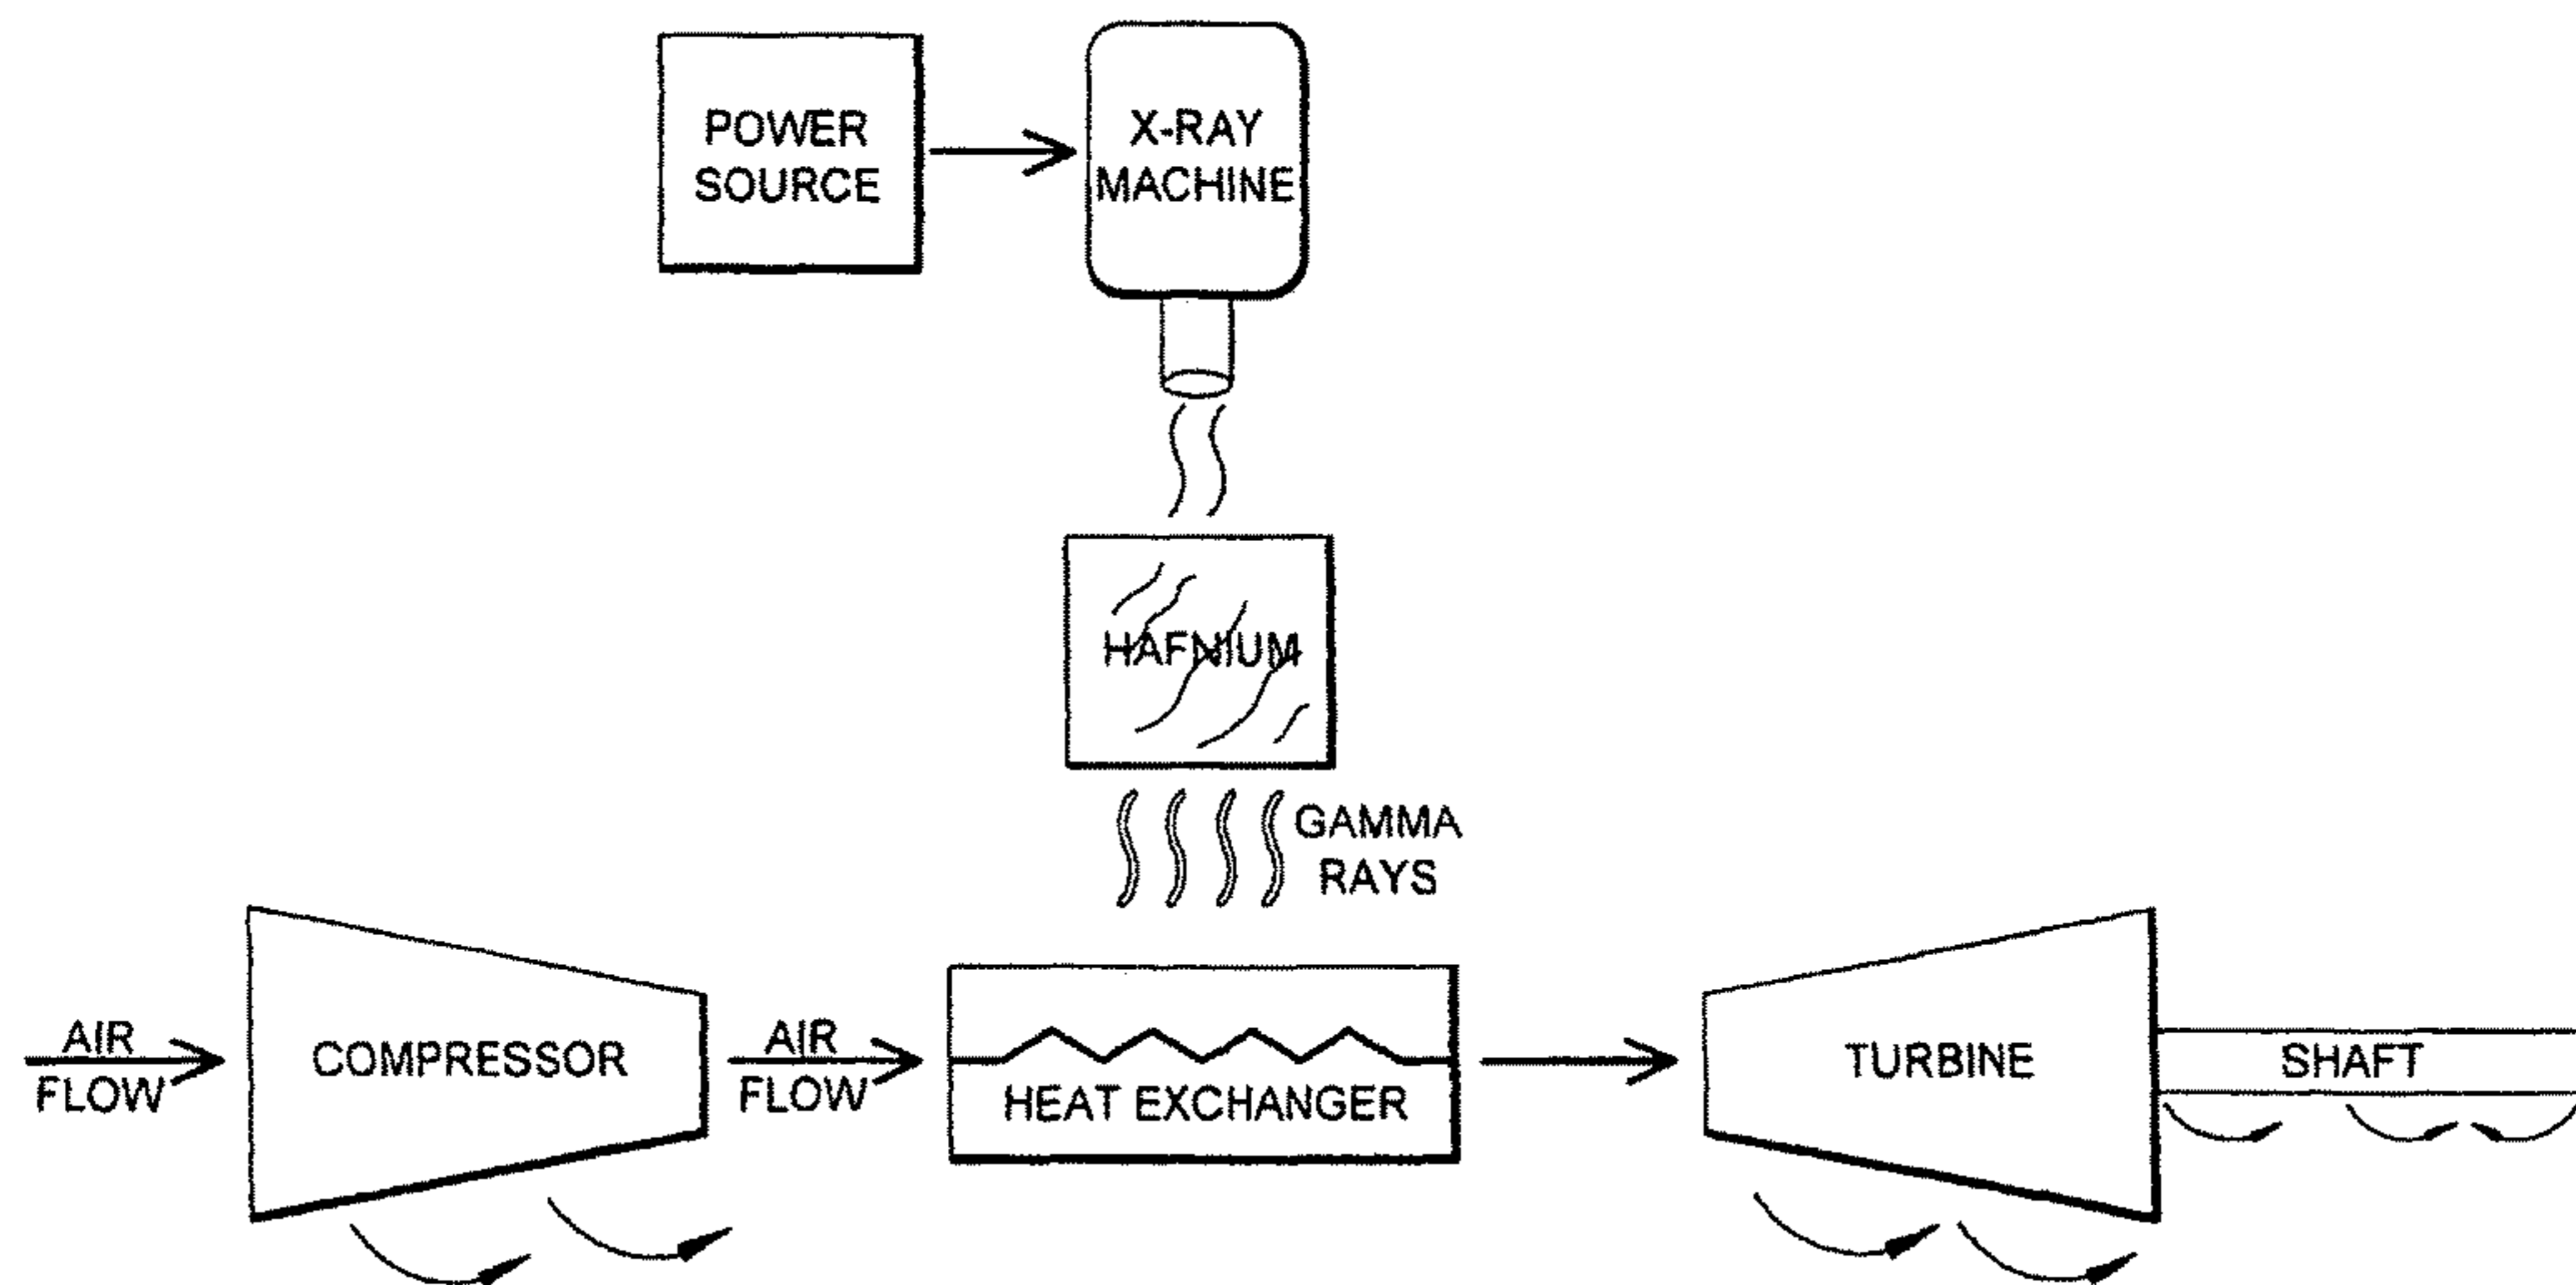 POWER
SOURCE
X-RAY
MACHINE
HAFNIUM
GAMMA
RAYS
AIR
FLOW
COMPRESSOR
AIR
FLOW
HEAT EXCHANGER
TURBINE
SHAFT